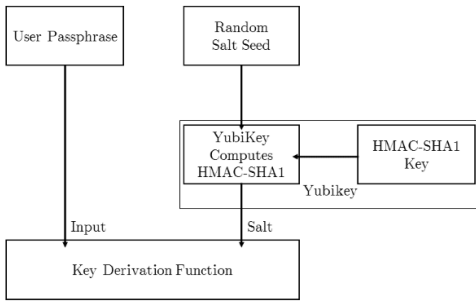 User Passphrase
Random
Salt Seed
YubiKey
Computes
HMAC-SHA1
HMAC-SHA1
Key
Yubikey
Input
Salt
Key Derivation Function